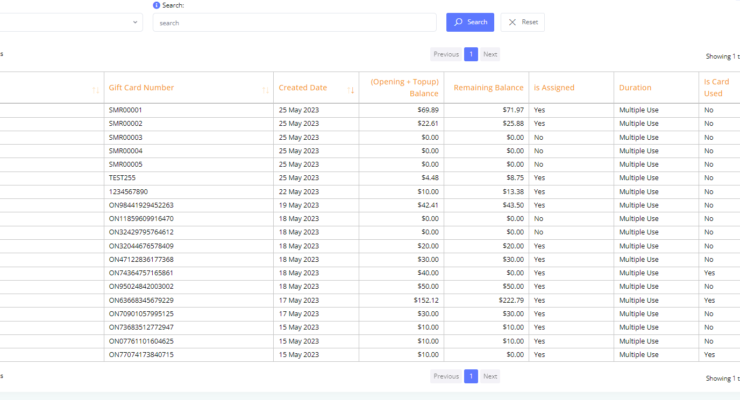 Search:
search
Search
Reset
Previous 1 Next
Showing 1 t
Gift Card Number Created Date (Opening + Topup) Balance Remaining Balance is Assigned Duration Is Card Used
SMR00001 25 May 2023 $69.89 $71.97 Yes Multiple Use No
SMR00002 25 May 2023 $22.61 $25.88 Yes Multiple Use No
SMR00003 25 May 2023 $0.00 $0.00 No Multiple Use No
SMR00004 25 May 2023 $0.00 $0.00 No Multiple Use No
SMR00005 25 May 2023 $0.00 $0.00 No Multiple Use No
TEST255 25 May 2023 $4.48 $8.75 Yes Multiple Use No
1234567890 22 May 2023 $10.00 $13.38 Yes Multiple Use No
ON98441929452263 19 May 2023 $42.41 $43.50 Yes Multiple Use No
ON11859609916470 18 May 2023 $0.00 $0.00 No Multiple Use No
ON32429795764612 18 May 2023 $0.00 $0.00 No Multiple Use No
ON32044676578409 18 May 2023 $20.00 $20.00 Yes Multiple Use No
ON47122836177368 18 May 2023 $30.00 $30.00 Yes Multiple Use No
ON74364757165861 18 May 2023 $40.00 $0.00 Yes Multiple Use Yes
ON95024842003002 18 May 2023 $50.00 $50.00 Yes Multiple Use No
ON63668345679229 17 May 2023 $152.12 $222.79 Yes Multiple Use Yes
ON70901057995125 17 May 2023 $30.00 $30.00 Yes Multiple Use No
ON73683512772947 15 May 2023 $10.00 $10.00 Yes Multiple Use No
ON07761101604625 15 May 2023 $10.00 $10.00 Yes Multiple Use No
ON77074173840715 15 May 2023 $10.00 $0.00 Yes Multiple Use Yes
s
Previous 1 Next
Showing 1 t